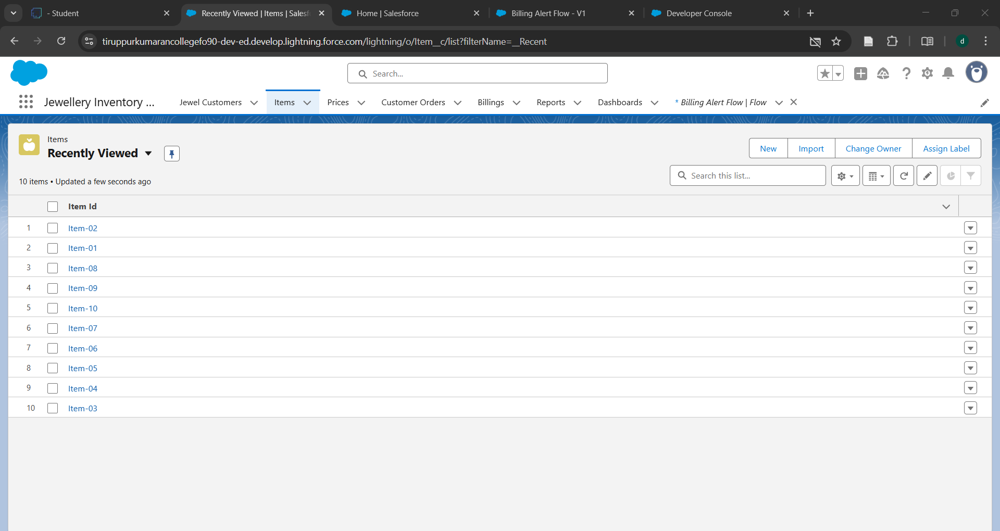 - Student
Recently Viewed | Items | Salesf
Home | Salesforce
Billing Alert Flow - V1
Developer Console
tiruppurkumarancollegefo90-dev-ed.develop.lightning.force.com/lightning/o/Item__c/list?filterName=__Recent
d
Search...
Jewellery Inventory ...
Jewel Customers
Items
Prices
Customer Orders
Billings
Reports
Dashboards
* Billing Alert Flow | Flow
Items
Recently Viewed
New
Import
Change Owner
Assign Label
10 items • Updated a few seconds ago
Search this list...
Item Id
1 Item-02
2 Item-01
3 Item-08
4 Item-09
5 Item-10
6 Item-07
7 Item-06
8 Item-05
9 Item-04
10 Item-03